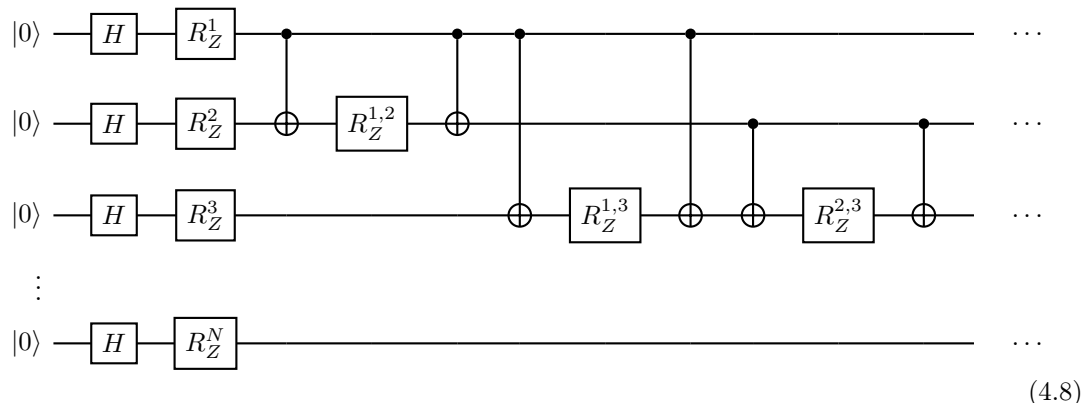 |0⟩ H R_Z^1 ⋯
|0⟩ H R_Z^2 R_Z^{1,2} ⋯
|0⟩ H R_Z^3 R_Z^{1,3} R_Z^{2,3} ⋯
⋮
|0⟩ H R_Z^N ⋯
(4.8)